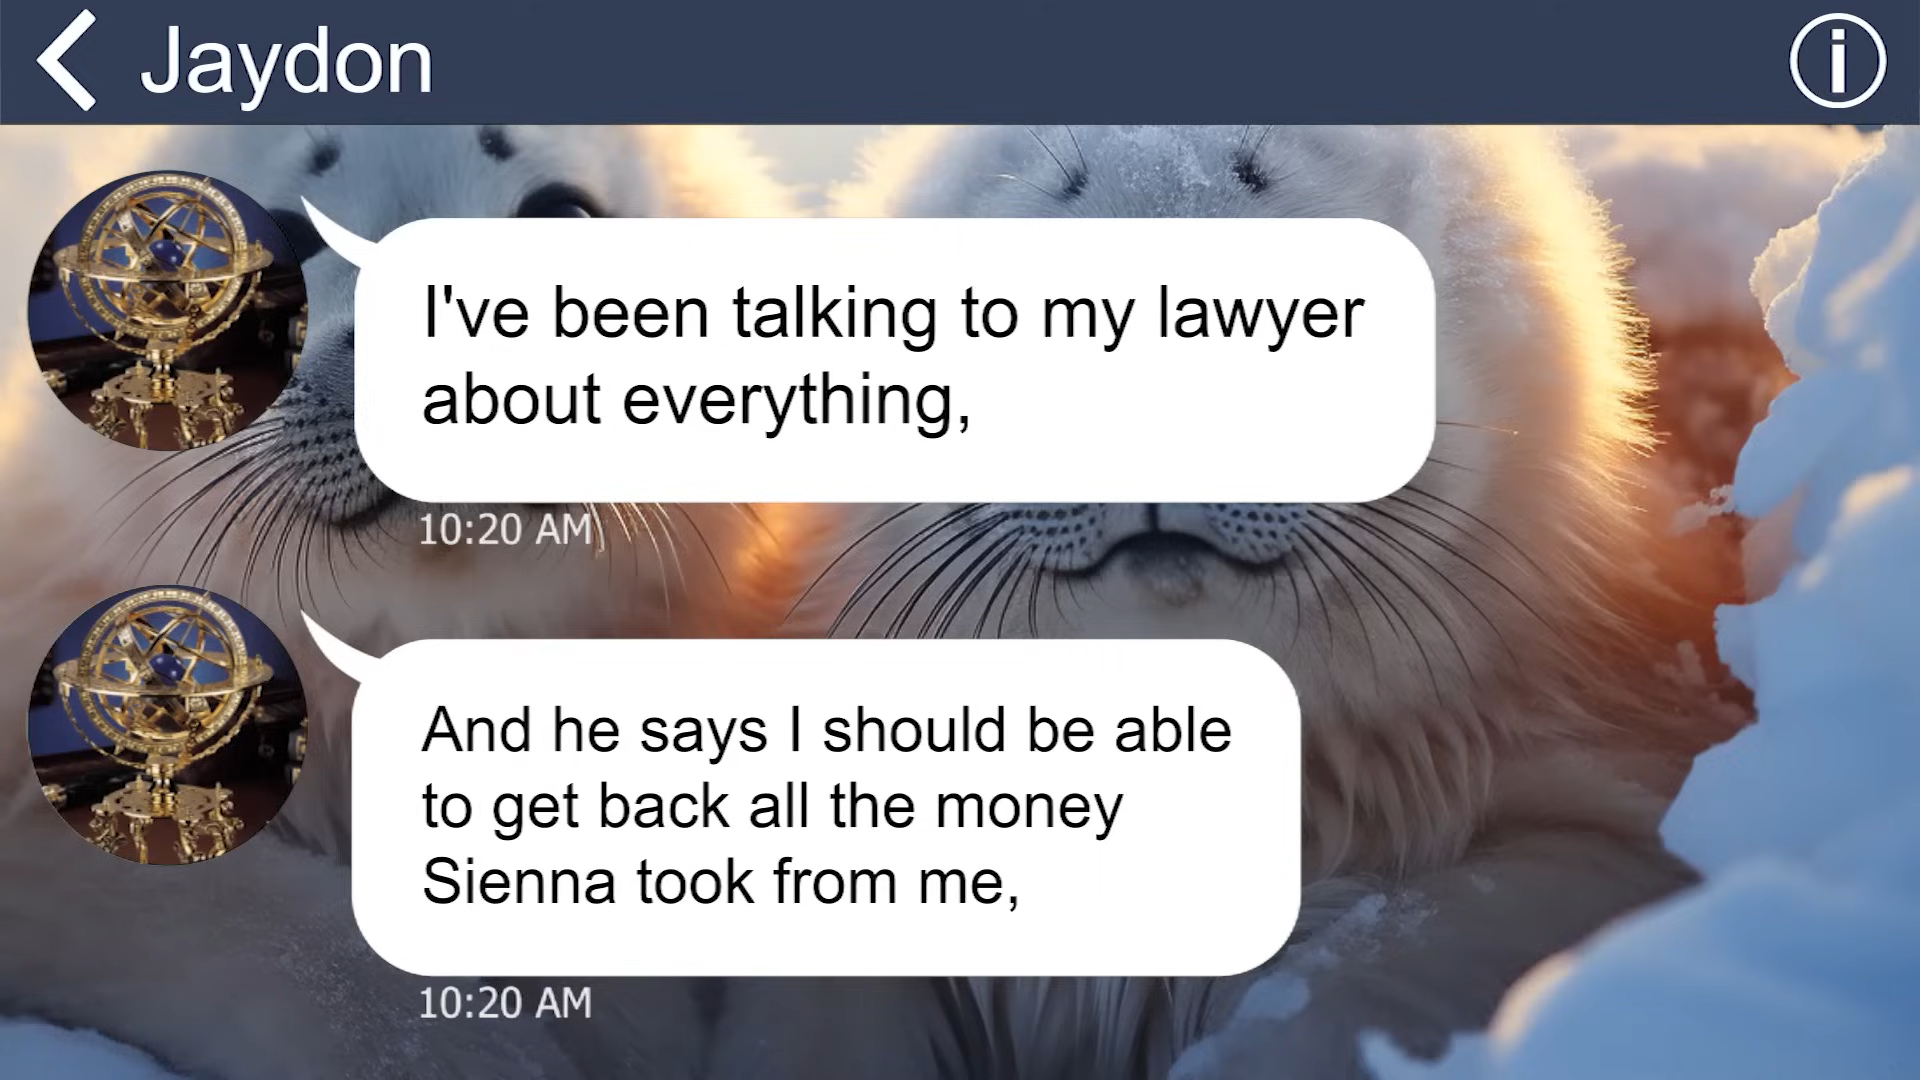 Jaydon
I've been talking to my lawyer
about everything,
10:20 AM
And he says I should be able
to get back all the money
Sienna took from me,
10:20 AM